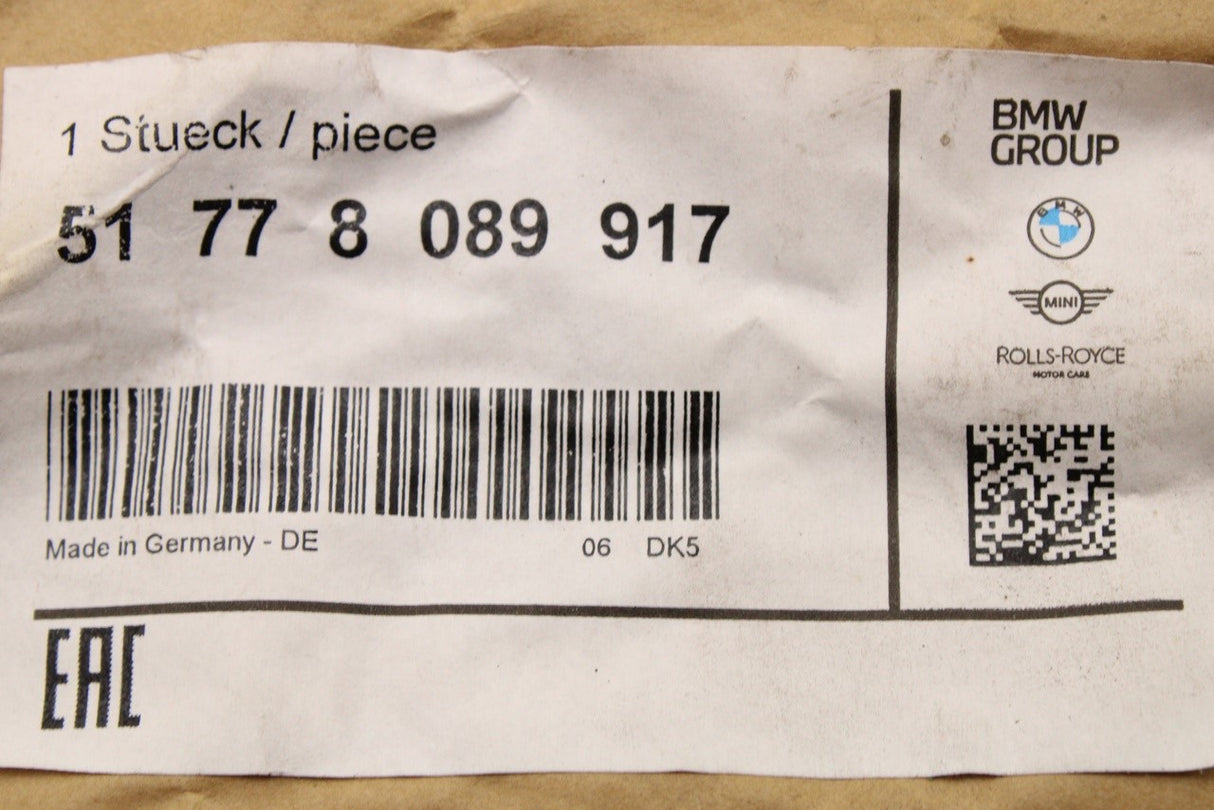 1 Stueck / piece
51 77 8 089 917
Made in Germany - DE
06 DK5
EAC
BMW
GROUP
BMW
MINI
ROLLS-ROYCE
MOTOR CARS